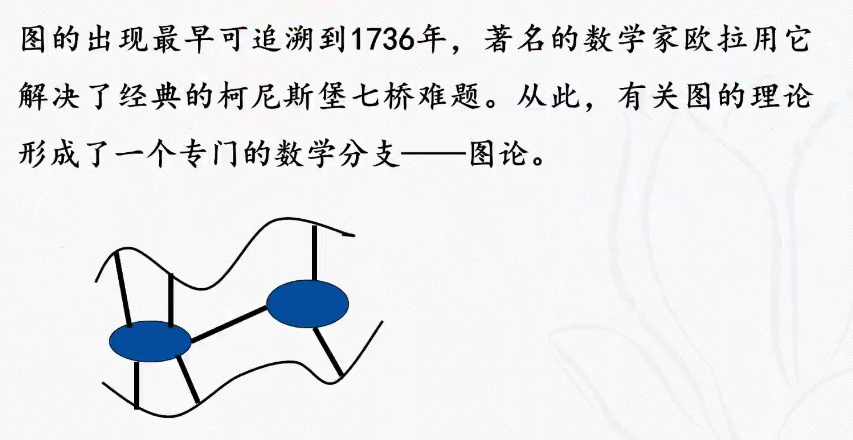 图的出现最早可追溯到1736年，著名的数学家欧拉用它
解决了经典的柯尼斯堡七桥难题。从此，有关图的理论
形成了一个专门的数学分支——图论。